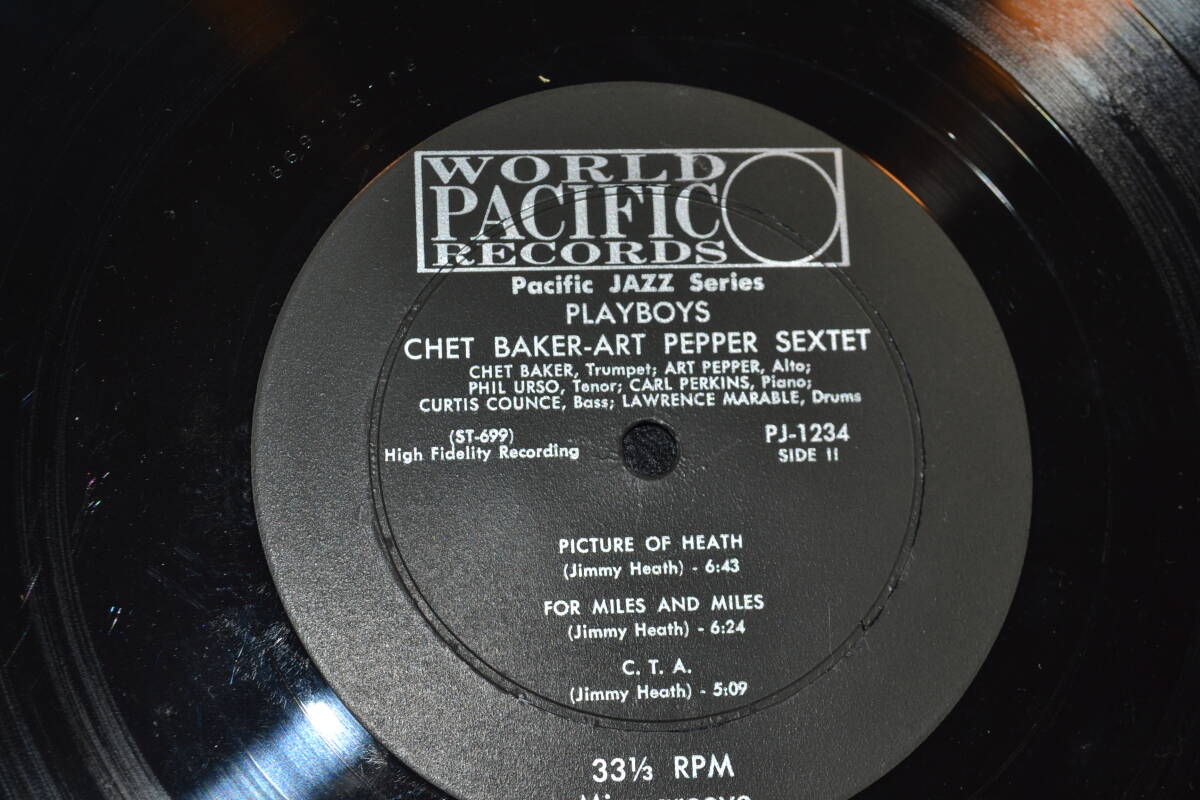 WORLD
PACIFIC
RECORDS
Pacific JAZZ Series
PLAYBOYS
CHET BAKER-ART PEPPER SEXTET
CHET BAKER, Trumpet; ART PEPPER, Alto;
PHIL URSO, Tenor; CARL PERKINS, Piano;
CURTIS COUNCE, Bass; LAWRENCE MARABLE, Drums
(ST-699)
High Fidelity Recording
PJ-1234
SIDE II
PICTURE OF HEATH
(Jimmy Heath) - 6:43
FOR MILES AND MILES
(Jimmy Heath) - 6:24
C. T. A.
(Jimmy Heath) - 5:09
33⅓ RPM